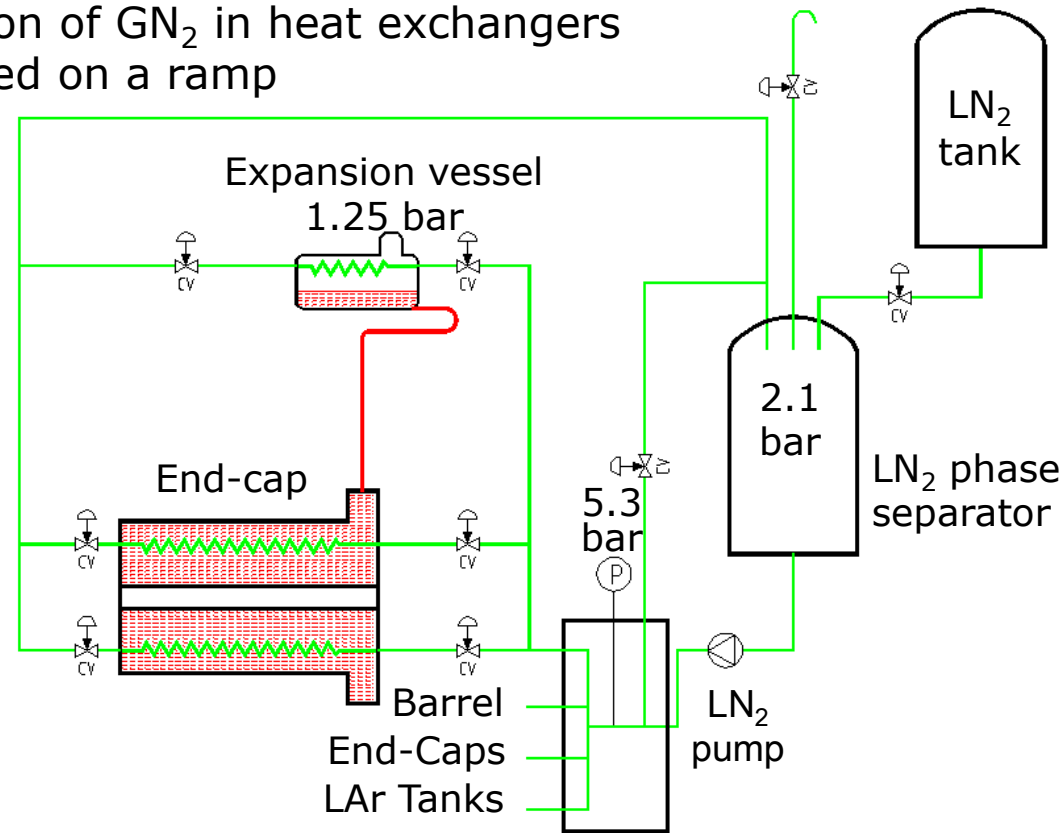 on of GN₂ in heat exchangers
ed on a ramp
LN₂
tank
Expansion vessel
1.25 bar
CV
CV
CV
CV
2.1
bar
LN₂ phase
separator
End-cap
CV
5.3
bar
CV
CV
P
CV
CV
Barrel
End-Caps
LAr Tanks
LN₂
pump